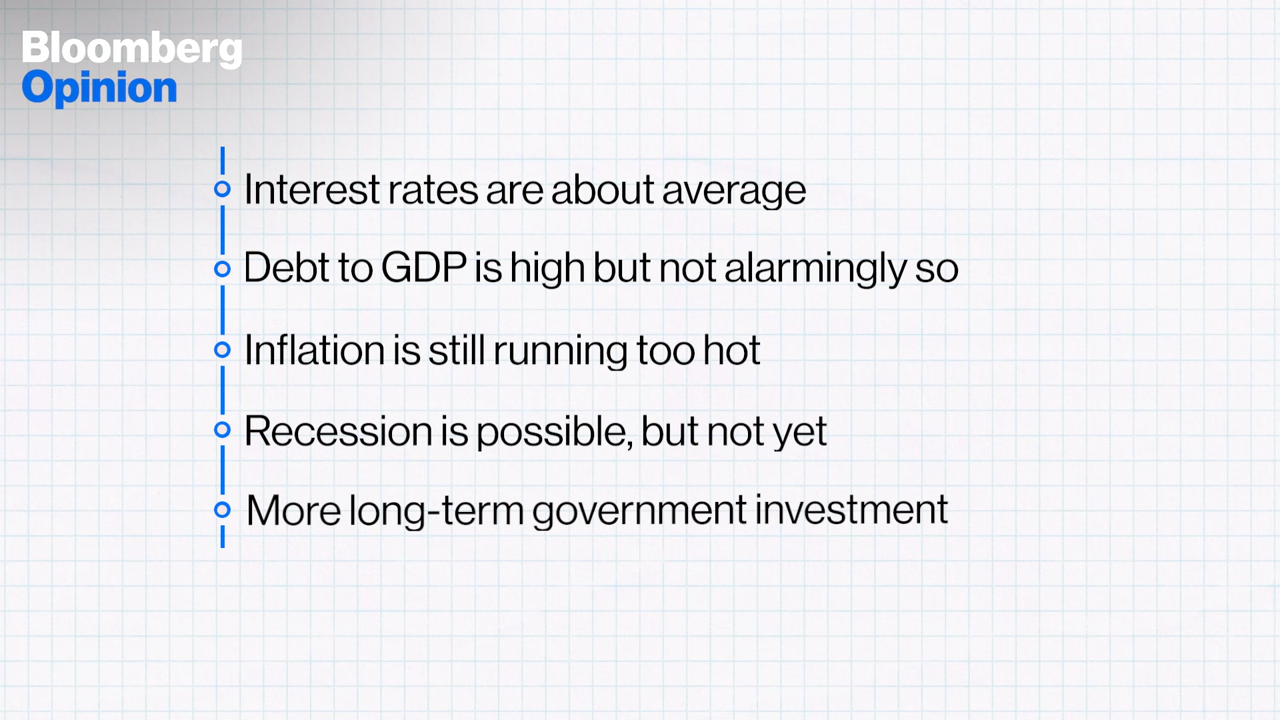 Bloomberg
Opinion
Interest rates are about average
Debt to GDP is high but not alarmingly so
Inflation is still running too hot
Recession is possible, but not yet
More long-term government investment